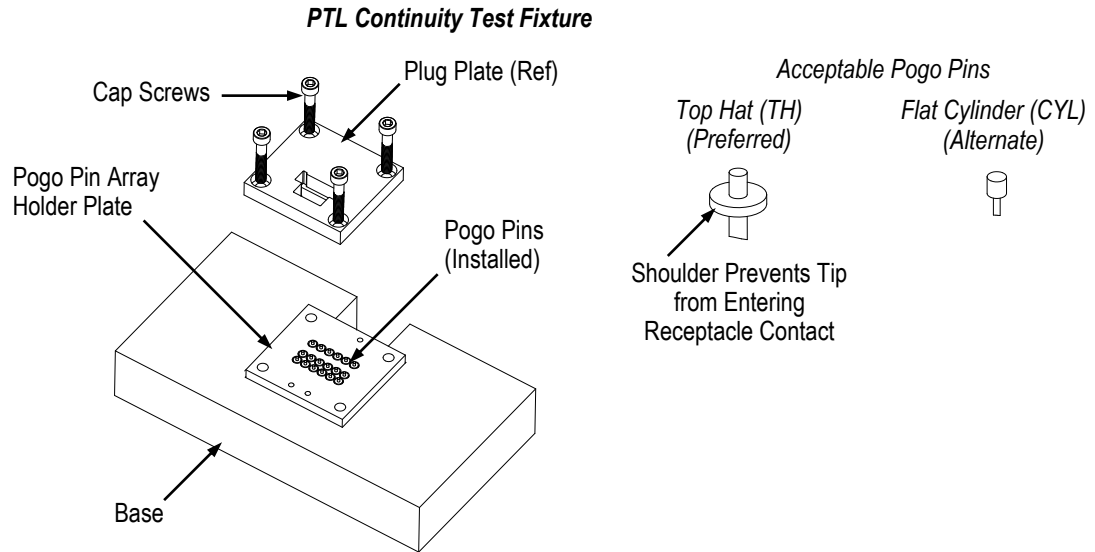 PTL Continuity Test Fixture
Cap Screws
Plug Plate (Ref)
Pogo Pin Array
Holder Plate
Pogo Pins
(Installed)
Base
Acceptable Pogo Pins
Top Hat (TH)
(Preferred)
Flat Cylinder (CYL)
(Alternate)
Shoulder Prevents Tip
from Entering
Receptacle Contact